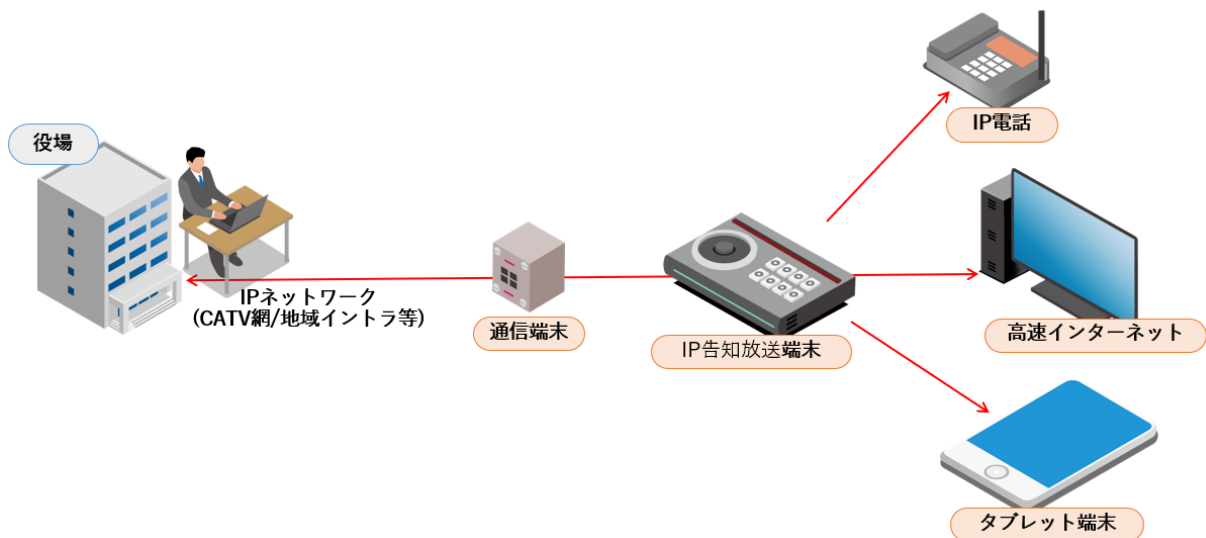 役場
IPネットワーク
(CATV網/地域イントラ等)
通信端末
IP告知放送端末
IP電話
高速インターネット
タブレット端末